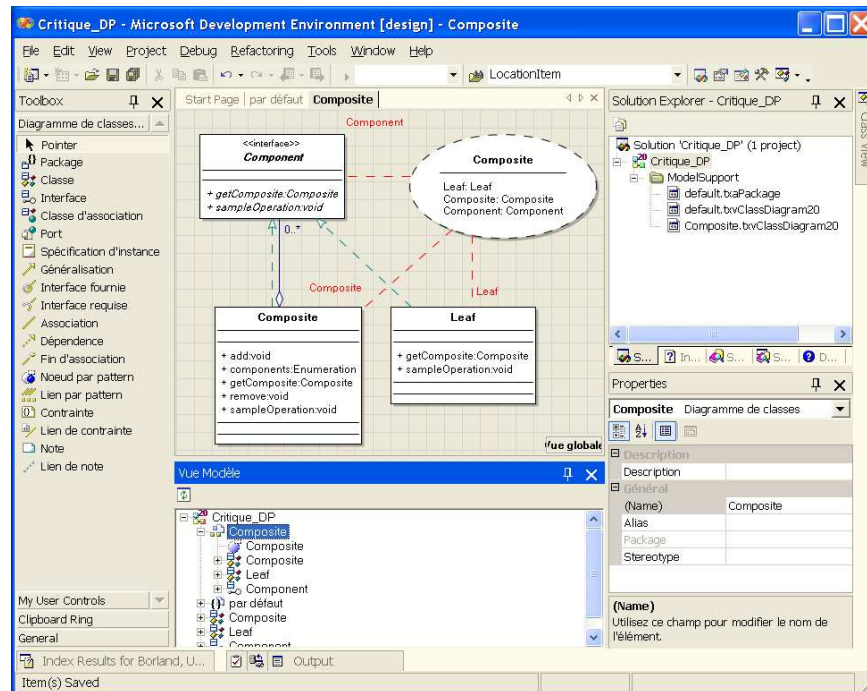 Critique_DP - Microsoft Development Environment [design] - Composite
File Edit View Project Debug Refactoring Tools Window Help
LocationItem
Toolbox
Diagramme de classes...
Pointer
Package
Classe
Interface
Classe d'association
Port
Spécification d'instance
Généralisation
Interface fournie
Interface requise
Association
Dépendence
Fin d'association
Noeud par pattern
Lien par pattern
Contrainte
Lien de contrainte
Note
Lien de note
My User Controls
Clipboard Ring
General
Start Page par défaut Composite
Component
<<interface>>
Component
+ getComposite:Composite
+ sampleOperation:void
Composite
Leaf: Leaf
Composite: Composite
Component: Component
0..*
Composite
Leaf
Composite
+ add:void
+ components:Enumeration
+ getComposite:Composite
+ remove:void
+ sampleOperation:void
Leaf
+ getComposite:Composite
+ sampleOperation:void
Vue globale
Vue Modèle
20
Critique_DP
Composite
Composite
Composite
Leaf
Component
par défaut
Composite
Leaf
Component
Solution Explorer - Critique_DP
Solution 'Critique_DP' (1 project)
20
Critique_DP
ModelSupport
default.txaPackage
default.txvClassDiagram20
Composite.txvClassDiagram20
S... In... S... S... D...
Class View
Properties
Composite Diagramme de classes
Description
Description
Général
(Name) Composite
Alias
Package
Stereotype
(Name)
Utilisez ce champ pour modifier le nom de
l'élément.
Index Results for Borland, U... Output
Item(s) Saved